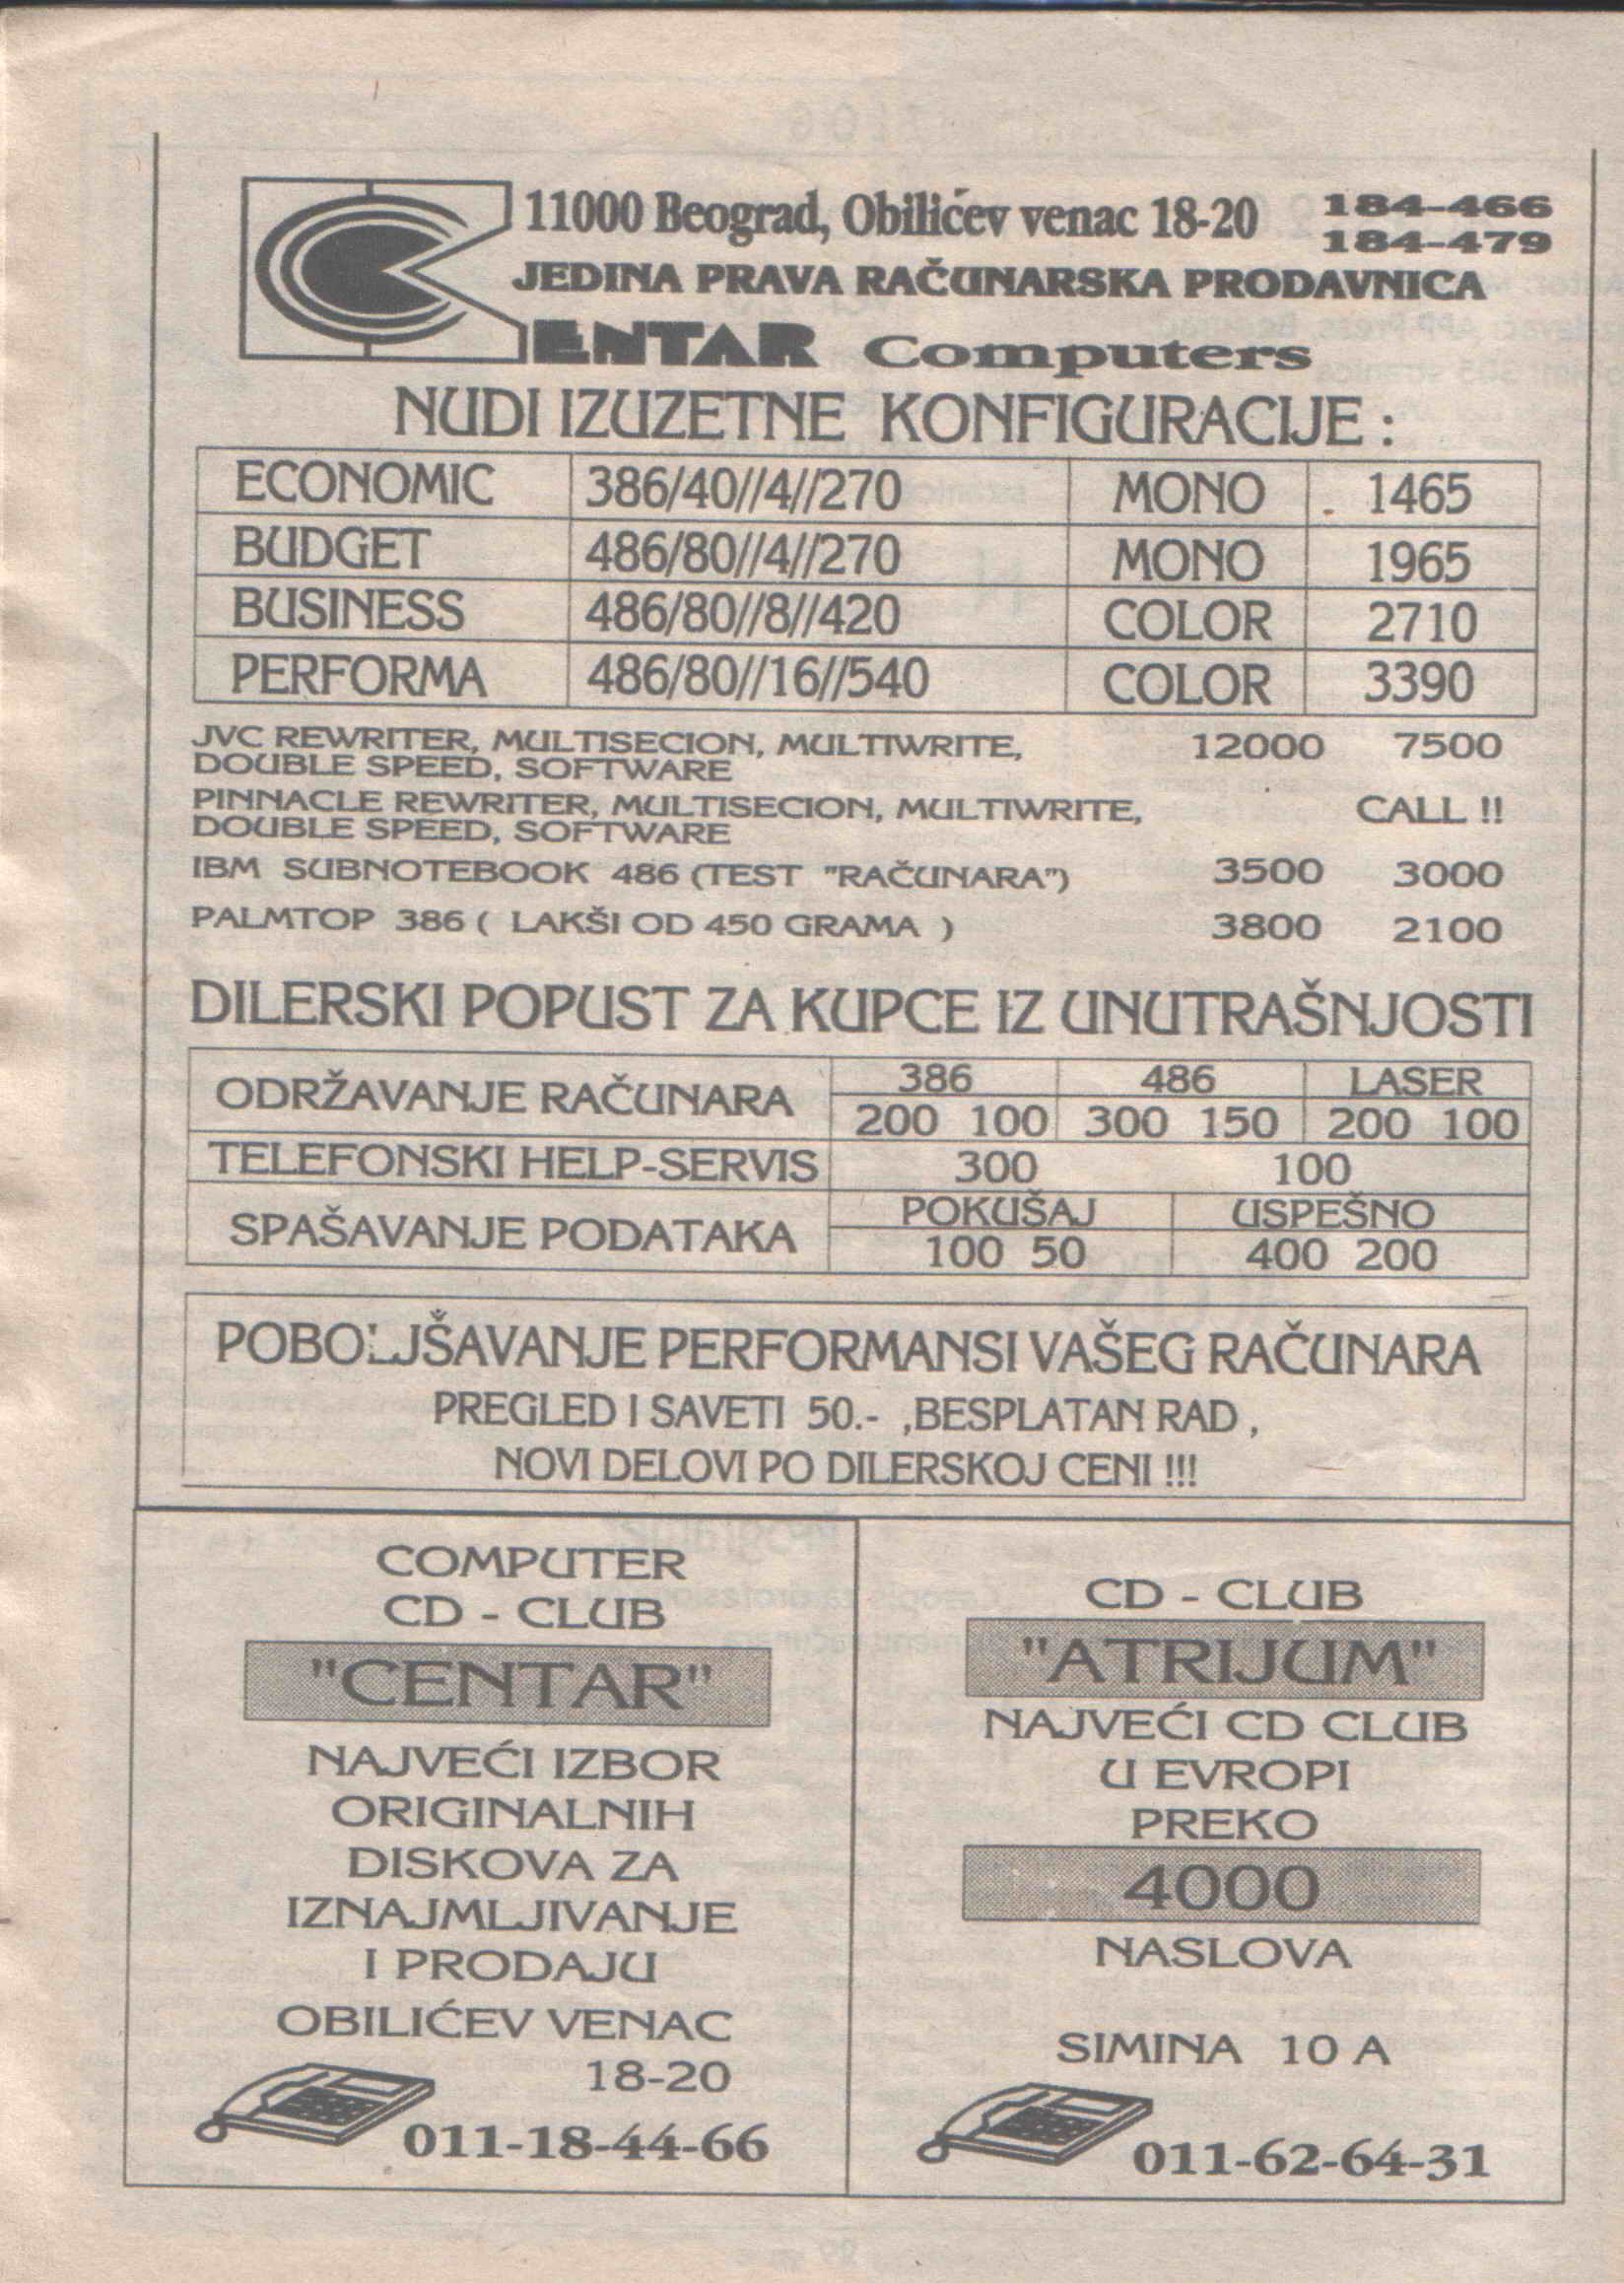 11000 Beograd, Obilićev venac 18-20 184-466
184-479
JEDINA PRAVA RAČUNARSKA PRODAVNICA
CENTAR Computers
NUDI IZUZETNE KONFIGURACIJE :
ECONOMIC 386/40//4//270 MONO 1465
BUDGET 486/80//4//270 MONO 1965
BUSINESS 486/80//8//420 COLOR 2710
PERFORMA 486/80//16//540 COLOR 3390
JVC REWRITER, MULTISECION, MULTIWRITE, 12000 7500
DOUBLE SPEED, SOFTWARE
PINNACLE REWRITER, MULTISECION, MULTIWRITE, CALL !!
DOUBLE SPEED, SOFTWARE
IBM SUBNOTEBOOK 486 (TEST "RAČUNARA") 3500 3000
PALMTOP 386 ( LAKŠI OD 450 GRAMA ) 3800 2100
DILERSKI POPUST ZA KUPCE IZ UNUTRAŠNJOSTI
386 486 LASER
ODRŽAVANJE RAČUNARA 200 100 300 150 200 100
TELEFONSKI HELP-SERVIS 300 100
POKUŠAJ USPEŠNO
SPAŠAVANJE PODATAKA 100 50 400 200
POBOLJŠAVANJE PERFORMANSI VAŠEG RAČUNARA
PREGLED I SAVETI 50.- ,BESPLATAN RAD ,
NOVI DELOVI PO DILERSKOJ CENI !!!
COMPUTER
CD - CLUB
"CENTAR"
NAJVEĆI IZBOR
ORIGINALNIH
DISKOVA ZA
IZNAJMLJIVANJE
I PRODAJU
OBILIĆEV VENAC
18-20
011-18-44-66
CD - CLUB
"ATRIJUM"
NAJVEĆI CD CLUB
U EVROPI
PREKO
4000
NASLOVA
SIMINA 10 A
011-62-64-31